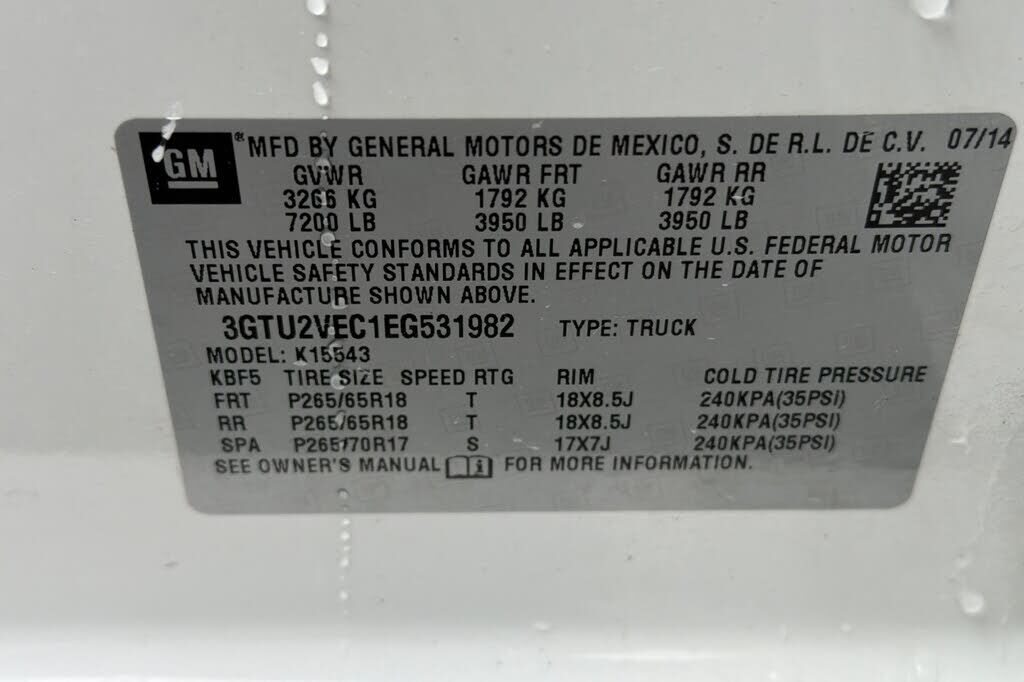 GM ® MFD BY GENERAL MOTORS DE MEXICO, S. DE R.L. DE C.V. 07/14
GVWR GAWR FRT GAWR RR
3266 KG 1792 KG 1792 KG
7200 LB 3950 LB 3950 LB
THIS VEHICLE CONFORMS TO ALL APPLICABLE U.S. FEDERAL MOTOR
VEHICLE SAFETY STANDARDS IN EFFECT ON THE DATE OF
MANUFACTURE SHOWN ABOVE.
3GTU2VEC1EG531982 TYPE: TRUCK
MODEL: K15543
KBF5 TIRE SIZE SPEED RTG RIM COLD TIRE PRESSURE
FRT P265/65R18 T 18X8.5J 240KPA(35PSI)
RR P265/65R18 T 18X8.5J 240KPA(35PSI)
SPA P265/70R17 S 17X7J 240KPA(35PSI)
SEE OWNER'S MANUAL FOR MORE INFORMATION.